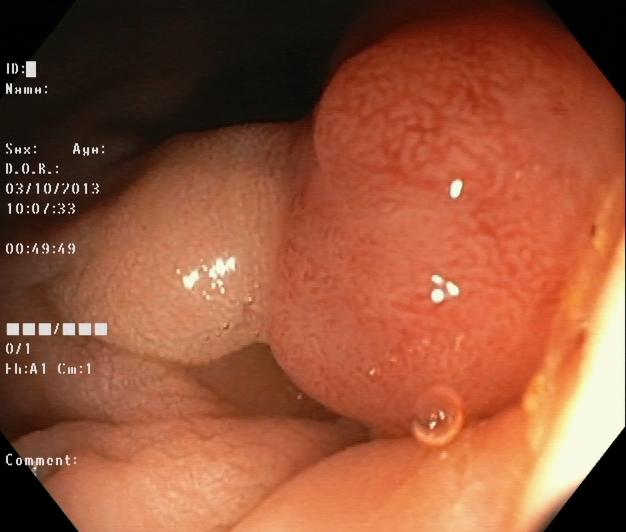 ID:
Name:
Sex: Age:
D.O.B.:
03/10/2013
10:07:33
00:49:49
■■■/■■■
0/1
Eh:A1 Cm:1
Comment: